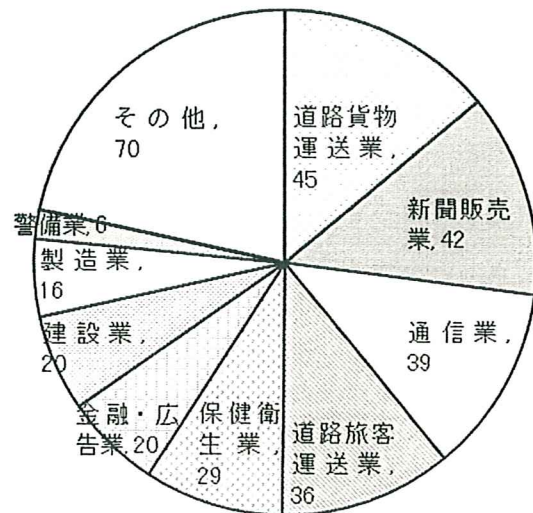 道路貨物
運送業,
45
新聞販売
業,42
通信業,
39
道路旅客
運送業,
36
保健衛
生業,
29
金融・広
告業,20
建設業,
20
製造業,
16
警備業,6
その他,
70